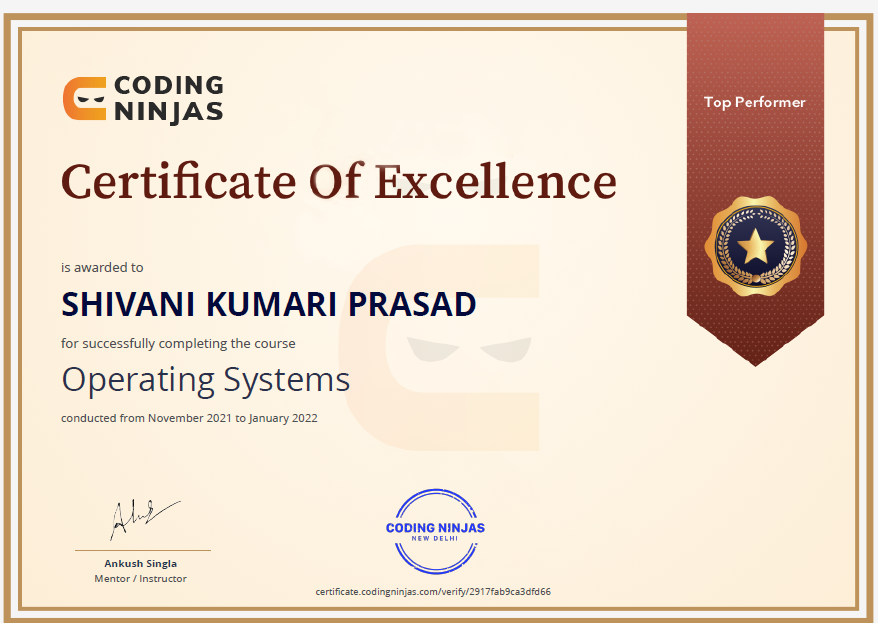 CODING
NINJAS
Top Performer
Certificate Of Excellence
is awarded to
SHIVANI KUMARI PRASAD
for successfully completing the course
Operating Systems
conducted from November 2021 to January 2022
Ankush Singla
Mentor / Instructor
CODING NINJAS
NEW DELHI
certificate.codingninjas.com/verify/2917fab9ca3dfd66